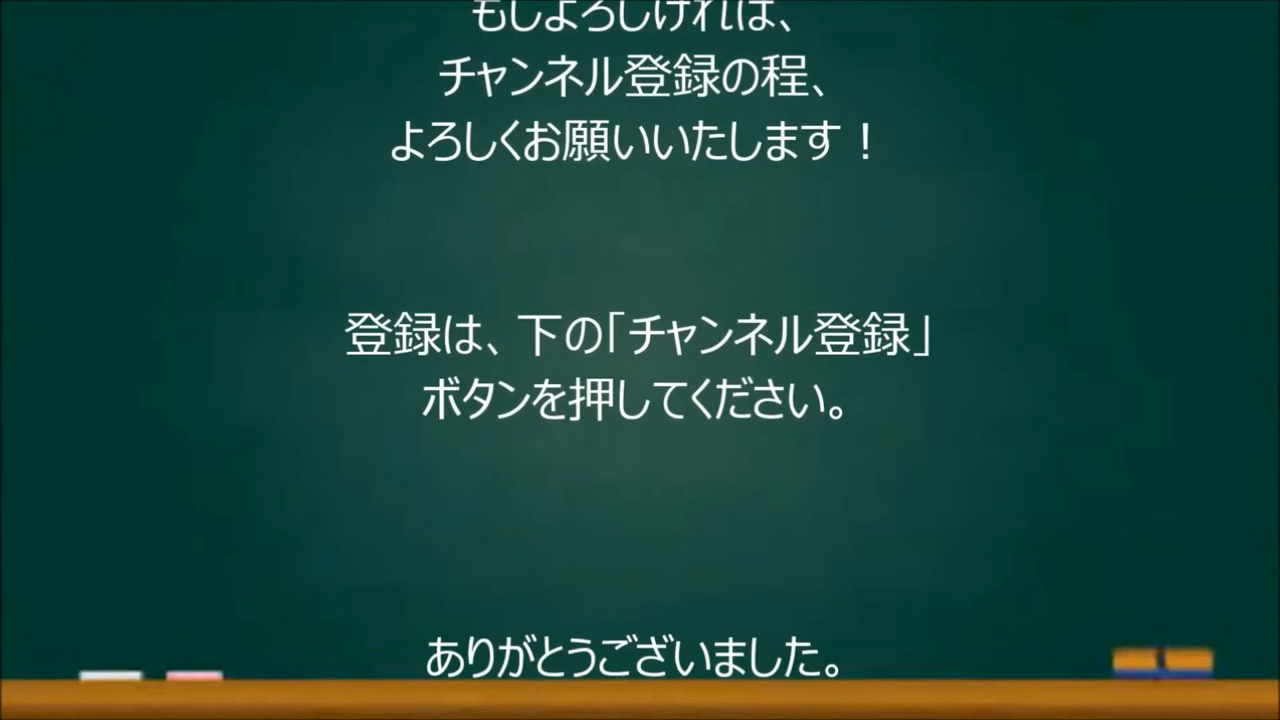 もしよろしければ、
チャンネル登録の程、
よろしくお願いいたします！
登録は、下の「チャンネル登録」
ボタンを押してください。
ありがとうございました。